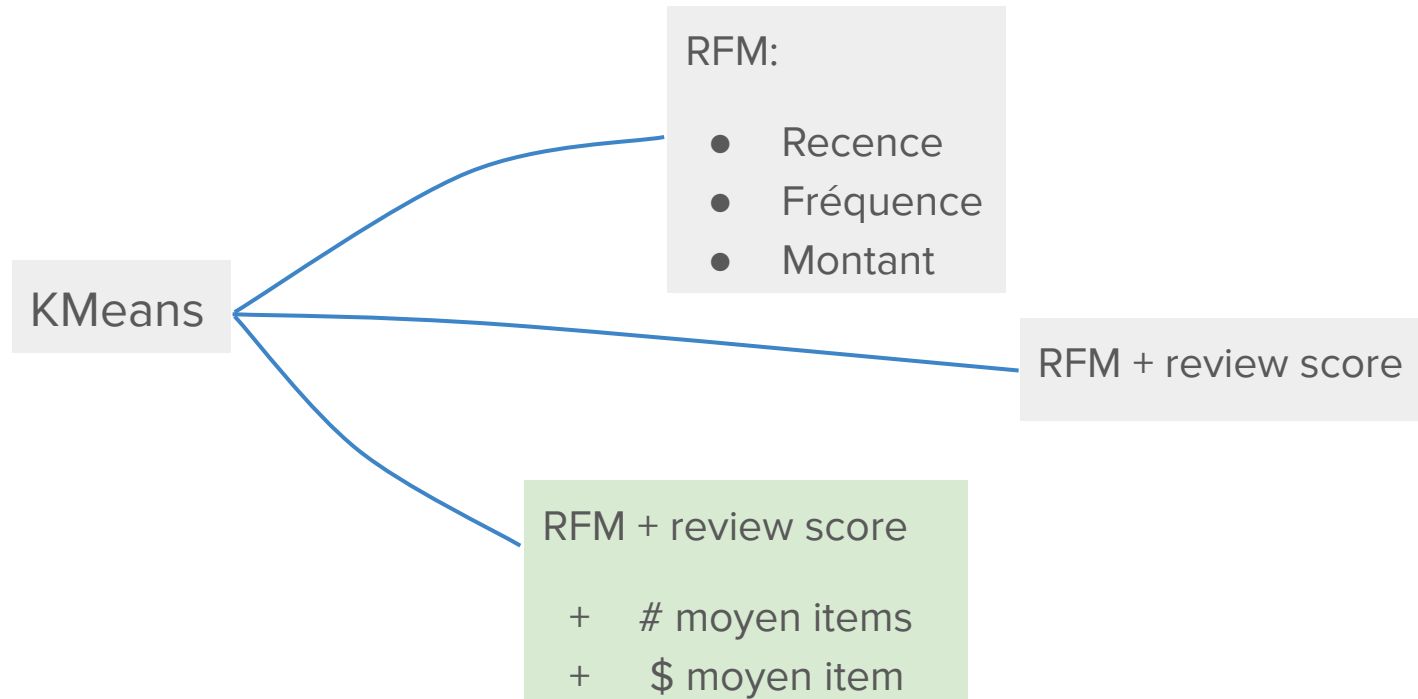 KMeans
RFM:
● Recence
● Fréquence
● Montant
RFM + review score
RFM + review score
+ # moyen items
+ $ moyen item